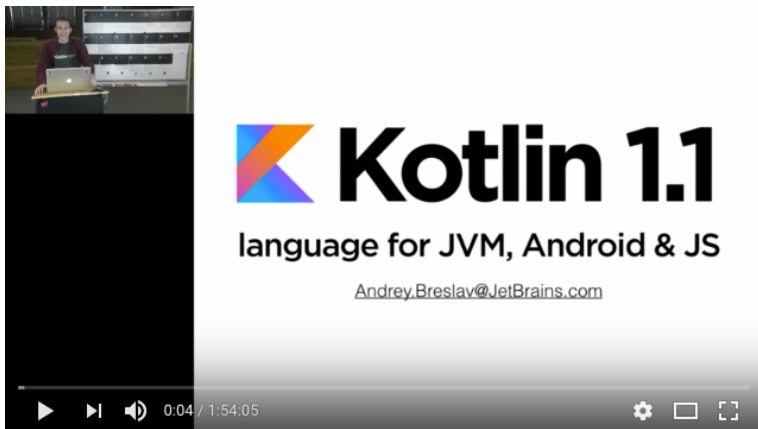 Kotlin 1.1
language for JVM, Android & JS
Andrey.Breslav@JetBrains.com
0:04 / 1:54:05